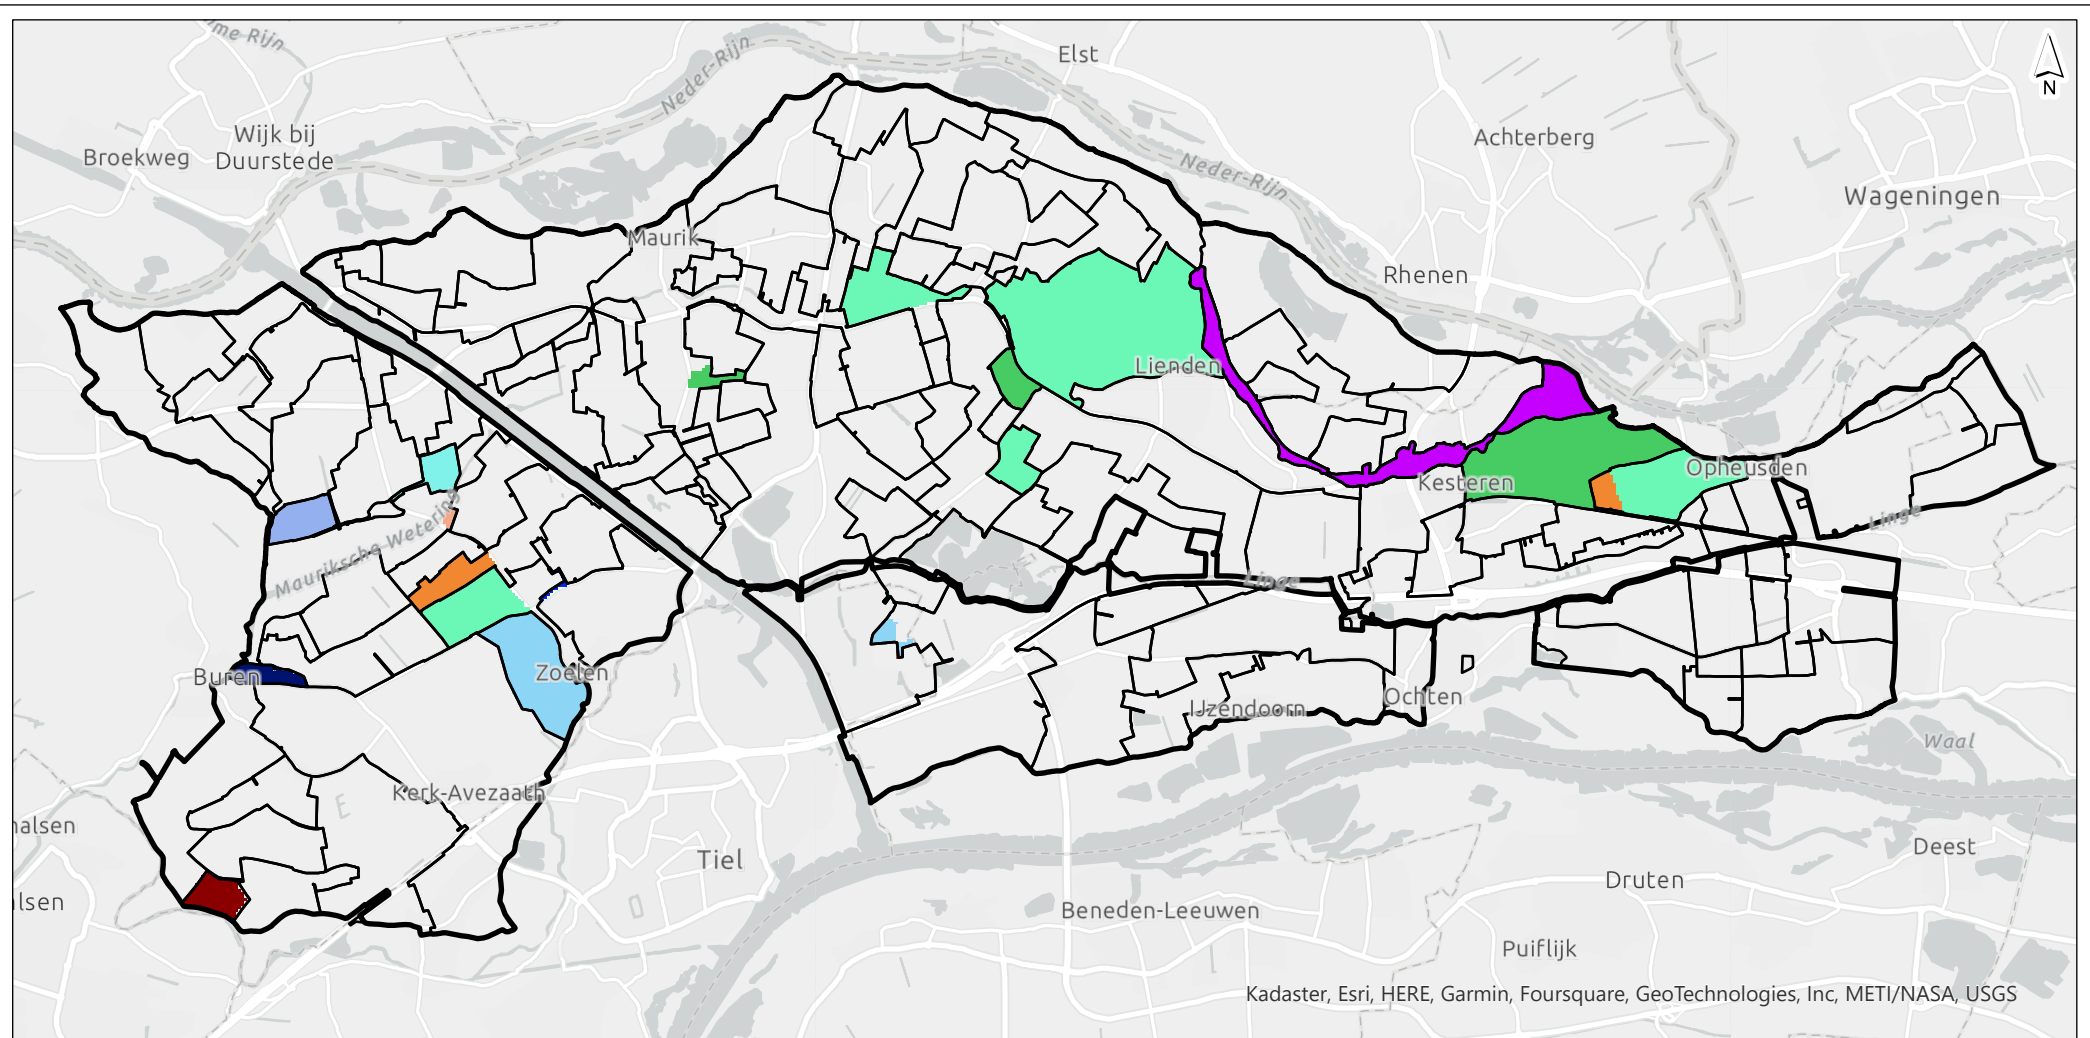 me Rijn
Neder-Rijn
Elst
N
Wijk bij
Duurstede
Broekweg
Achterberg
Neder-Rijn
Wageningen
Maurik
Rhenen
Lienden
Opheusden
Kesteren
Linge
Mauriksche Wetering
Linge
Zoelen
Buren
Ochten
IJzendoorn
Waal
Kerk-Avezaath
alsen
Tiel
Deest
Druten
lsen
Beneden-Leeuwen
Puiflijk
Kadaster, Esri, HERE, Garmin, Foursquare, GeoTechnologies, Inc, METI/NASA, USGS